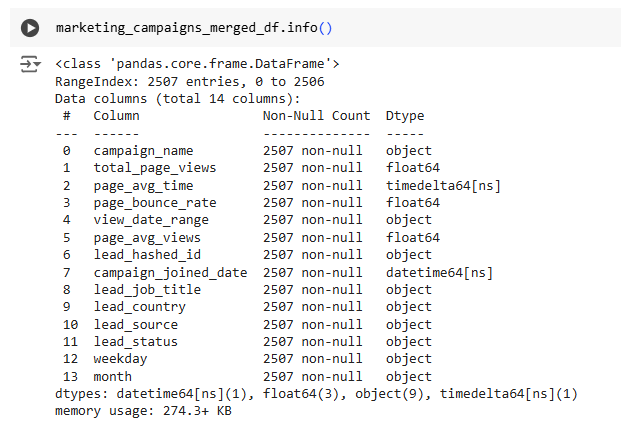 marketing_campaigns_merged_df.info()
<class 'pandas.core.frame.DataFrame'>
RangeIndex: 2507 entries, 0 to 2506
Data columns (total 14 columns):
 #   Column                Non-Null Count  Dtype
---  ------                --------------  -----
 0   campaign_name         2507 non-null   object
 1   total_page_views      2507 non-null   float64
 2   page_avg_time         2507 non-null   timedelta64[ns]
 3   page_bounce_rate      2507 non-null   float64
 4   view_date_range       2507 non-null   object
 5   page_avg_views        2507 non-null   float64
 6   lead_hashed_id        2507 non-null   object
 7   campaign_joined_date  2507 non-null   datetime64[ns]
 8   lead_job_title        2507 non-null   object
 9   lead_country          2507 non-null   object
 10  lead_source           2507 non-null   object
 11  lead_status           2507 non-null   object
 12  weekday               2507 non-null   object
 13  month                 2507 non-null   object
dtypes: datetime64[ns](1), float64(3), object(9), timedelta64[ns](1)
memory usage: 274.3+ KB